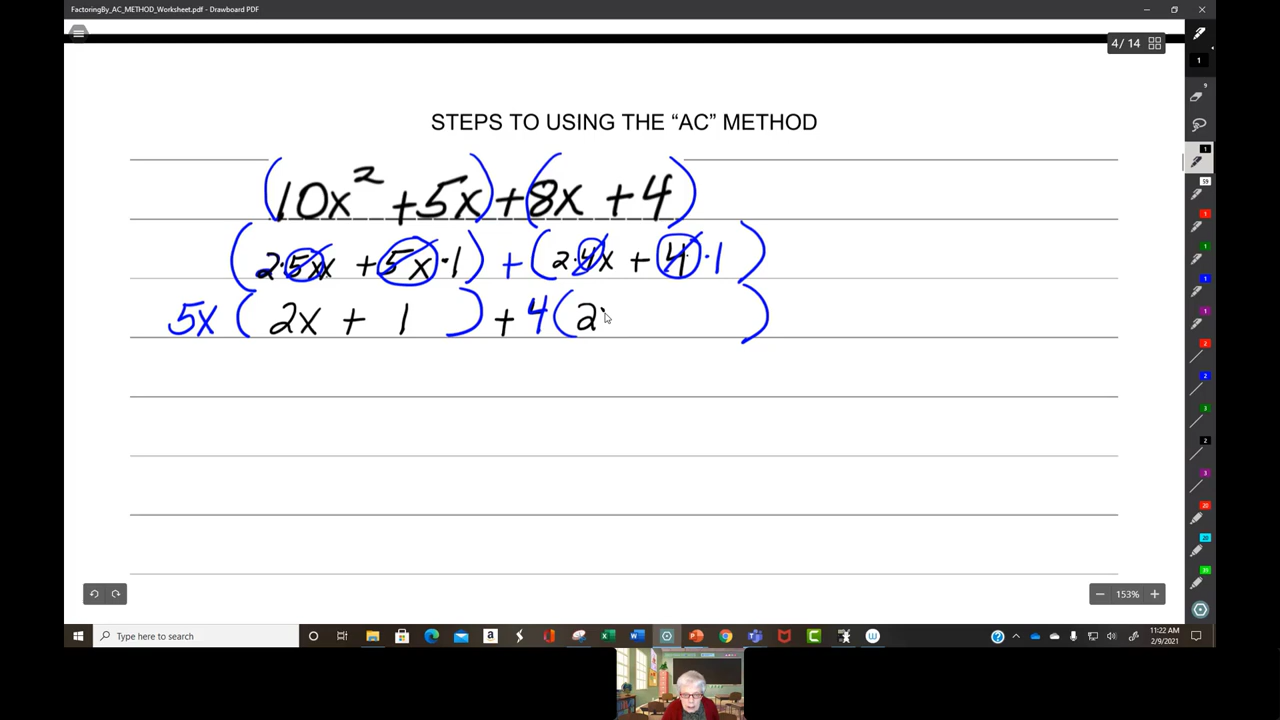 FactoringBy_AC_METHOD_Worksheet.pdf - Drawboard PDF
4 / 14
STEPS TO USING THE “AC” METHOD
(10x² + 5x) + (8x + 4)
(2·5xx + 5x·1) + (2·4x + 4·1)
5x(2x + 1) + 4(2 )
153%
Type here to search
11:22 AM
2/9/2021